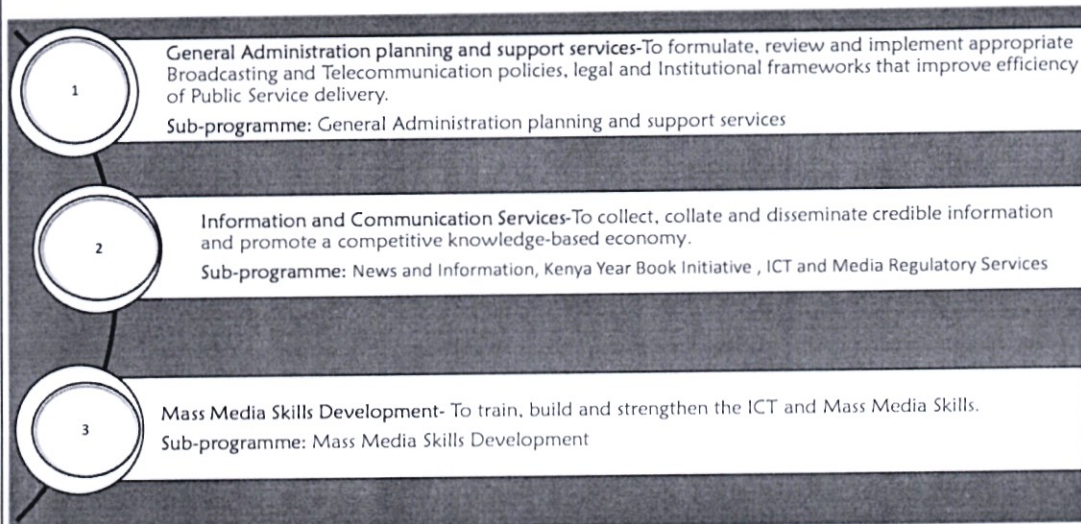 1
General Administration planning and support services-To formulate, review and implement appropriate
Broadcasting and Telecommunication policies, legal and Institutional frameworks that improve efficiency
of Public Service delivery.
Sub-programme: General Administration planning and support services
2
Information and Communication Services-To collect, collate and disseminate credible information
and promote a competitive knowledge-based economy.
Sub-programme: News and Information, Kenya Year Book Initiative , ICT and Media Regulatory Services
3
Mass Media Skills Development- To train, build and strengthen the ICT and Mass Media Skills.
Sub-programme: Mass Media Skills Development